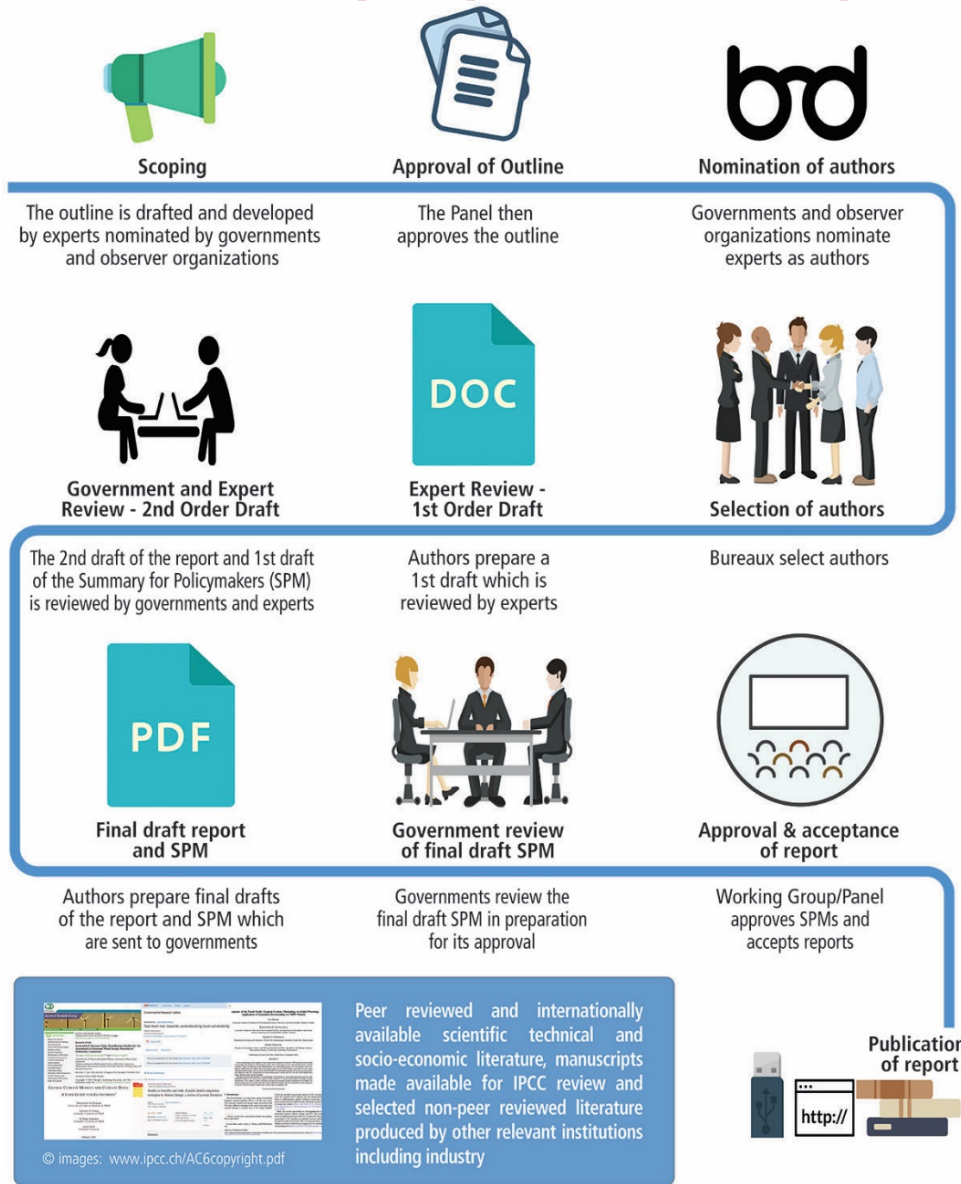 Scoping
Approval of Outline
Nomination of authors
The outline is drafted and developed
by experts nominated by governments
and observer organizations
The Panel then
approves the outline
Governments and observer
organizations nominate
experts as authors
DOC
Selection of authors
Bureaux select authors
Expert Review -
1st Order Draft
Authors prepare a
1st draft which is
reviewed by experts
Government and Expert
Review - 2nd Order Draft
The 2nd draft of the report and 1st draft
of the Summary for Policymakers (SPM)
is reviewed by governments and experts
PDF
Final draft report
and SPM
Authors prepare final drafts
of the report and SPM which
are sent to governments
Government review
of final draft SPM
Governments review the
final draft SPM in preparation
for its approval
Approval & acceptance
of report
Working Group/Panel
approves SPMs and
accepts reports
Peer reviewed and internationally
available scientific technical and
socio-economic literature, manuscripts
made available for IPCC review and
selected non-peer reviewed literature
produced by other relevant institutions
including industry
© images: www.ipcc.ch/AC6copyright.pdf
Publication
of report
http://